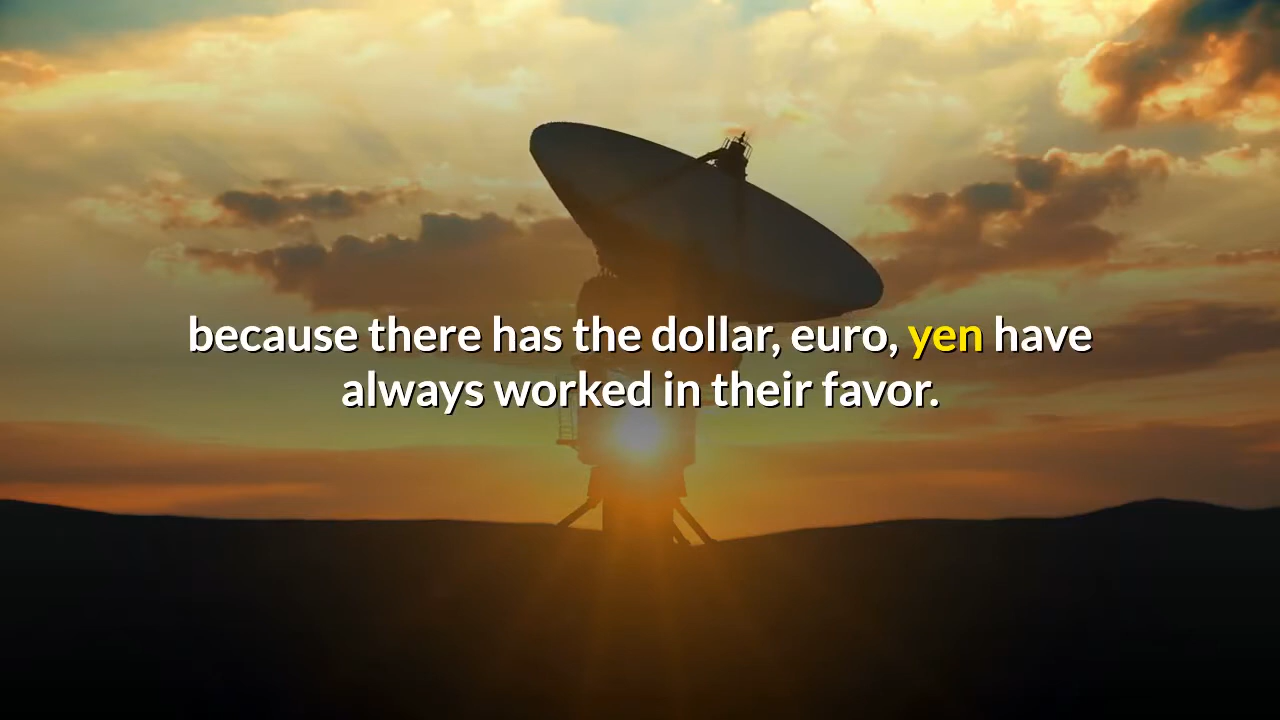 because there has the dollar, euro, yen have
always worked in their favor.